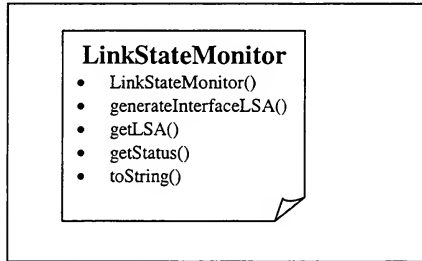 LinkStateMonitor
• LinkStateMonitor()
• generateInterfaceLSA()
• getLSA()
• getStatus()
• toString()